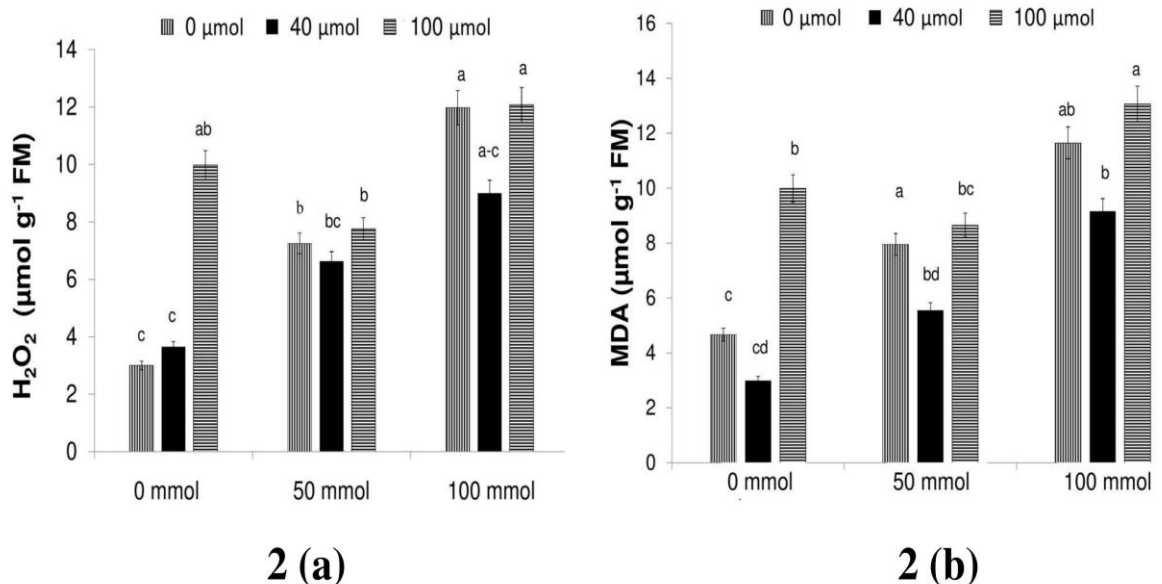 0 µmol 40 µmol 100 µmol
H₂O₂ (µmol g⁻¹ FM)
14
12
10
8
6
4
2
0
c
c
ab
b
bc
b
a
a-c
a
0 mmol 50 mmol 100 mmol
2 (a)
0 µmol 40 µmol 100 µmol
MDA (µmol g⁻¹ FM)
16
14
12
10
8
6
4
2
0
c
cd
b
a
bd
bc
ab
b
a
0 mmol 50 mmol 100 mmol
2 (b)